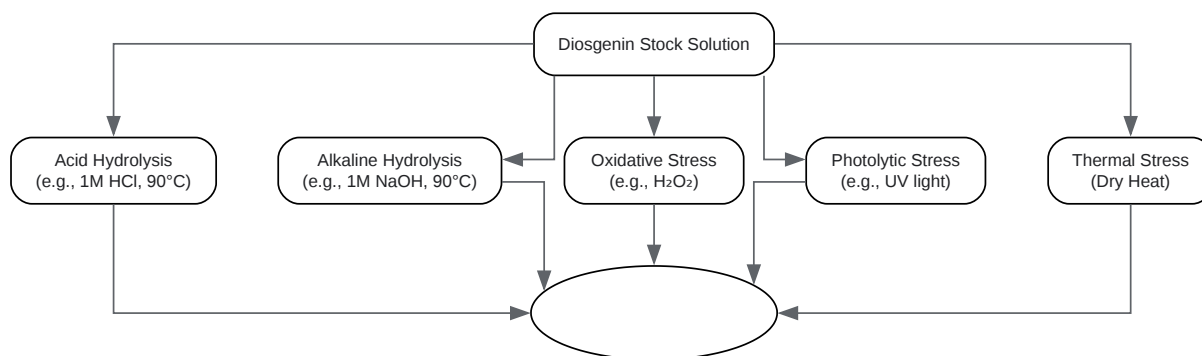 Diosgenin Stock Solution
Acid Hydrolysis
(e.g., 1M HCl, 90°C)
Alkaline Hydrolysis
(e.g., 1M NaOH, 90°C)
Oxidative Stress
(e.g., H₂O₂)
Photolytic Stress
(e.g., UV light)
Thermal Stress
(Dry Heat)